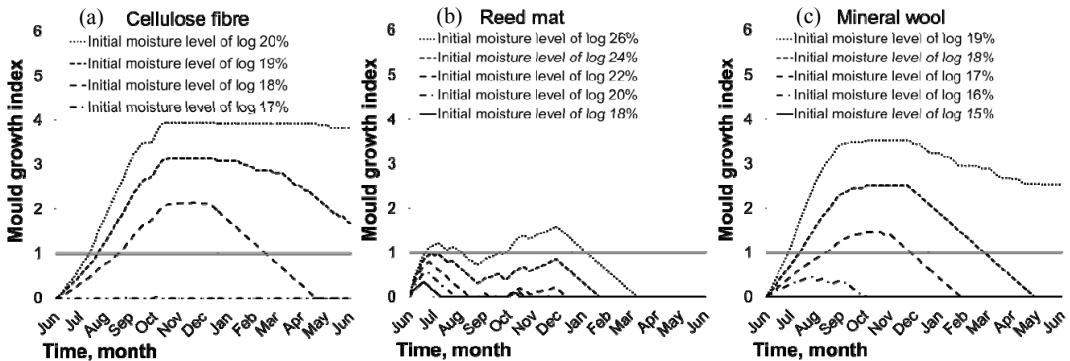 (a) Cellulose fibre
Mould growth index
6
5
4
3
2
1
0
Initial moisture level of log 20%
Initial moisture level of log 19%
Initial moisture level of log 18%
Initial moisture level of log 17%
Jun Jul Aug Sep Oct Nov Dec Jan Feb Mar Apr May Jun
Time, month
(b) Reed mat
Mould growth index
6
5
4
3
2
1
0
Initial moisture level of log 26%
Initial moisture level of log 24%
Initial moisture level of log 22%
Initial moisture level of log 20%
Initial moisture level of log 18%
Jun Jul Aug Sep Oct Nov Dec Jan Feb Mar Apr May Jun
Time, month
(c) Mineral wool
Mould growth index
6
5
4
3
2
1
0
Initial moisture level of log 19%
Initial moisture level of log 18%
Initial moisture level of log 17%
Initial moisture level of log 16%
Initial moisture level of log 15%
Jun Jul Aug Sep Oct Nov Dec Jan Feb Mar Apr May Jun
Time, month